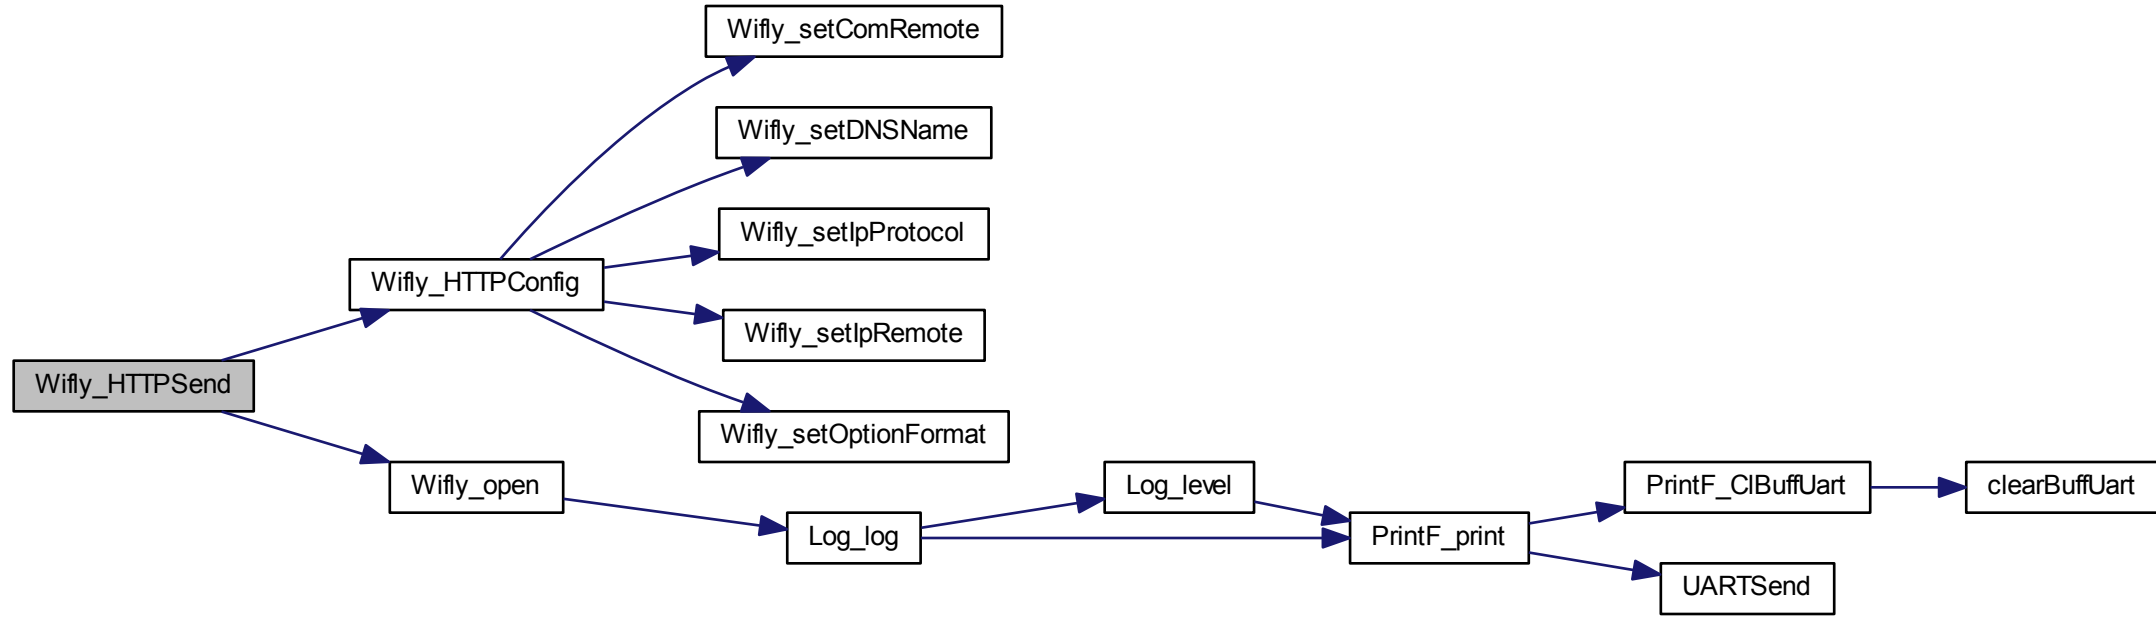 Wifly_setComRemote
Wifly_setDNSName
Wifly_setIpProtocol
Wifly_HTTPConfig
Wifly_setIpRemote
Wifly_HTTPSend
Wifly_setOptionFormat
Wifly_open
Log_level
PrintF_ClBuffUart
clearBuffUart
Log_log
PrintF_print
UARTSend